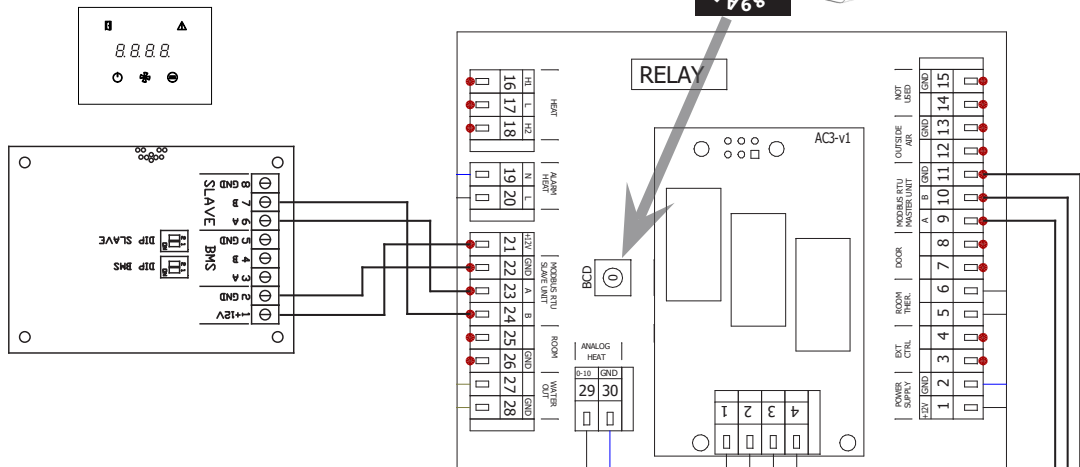 8.8.8.8.
RELAY
AC3-v1
BCD
0
16 H1
17 L
18 H2
HEAT
19 N
20 L
ALARM
HEAT
21 +12V
22 GND
23 A
24 B
MODBUS RTU
SLAVE UNIT
25
26 GND
ROOM
27
28 GND
WATER
OUT
ANALOG
HEAT
0-10 GND
29 30
1 2 3 4
15 GND
14
NOT
USED
13 GND
12
OUTSIDE
AIR
11 GND
10 B
9 A
MODBUS RTU
MASTER UNIT
8
7
DOOR
6
5
ROOM
THER.
4
3
EXT
CTRL
2 GND
1 +12V
POWER
SUPPLY
SLAVE
8 GND
7 B
6 A
BMS
5 GND
4 B
3 A
2 GND
1 +12V
DIP SLAVE
DIP BMS